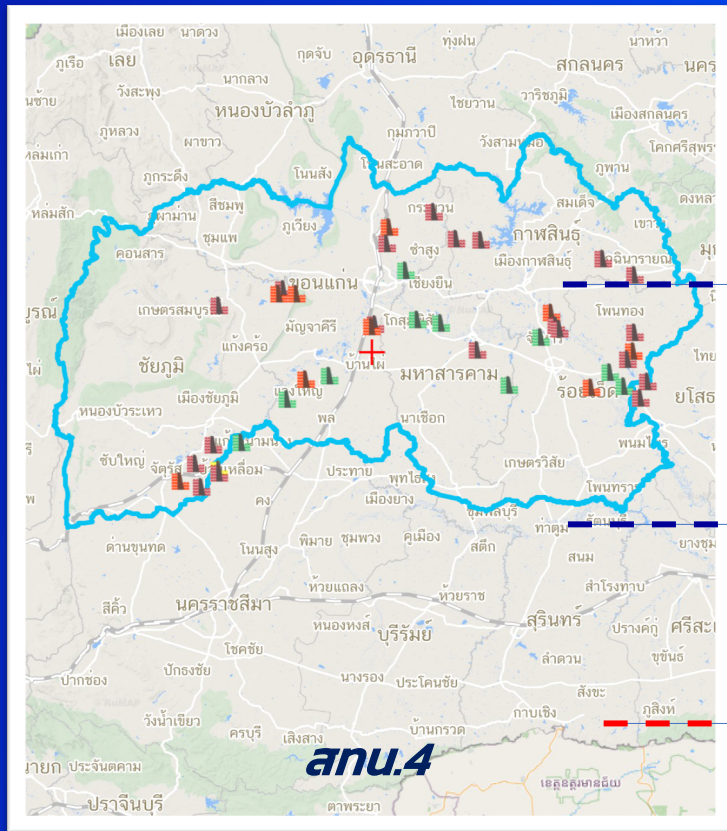 เมืองเลย นาด้วง
ทุ่งฝน
นาหว้า
ภูเรือ
เลย
กุดจับ
อุดรธานี
สกลนคร
นคร
วังสะพุง
นากลาง
วาริชภูมิ
หนองบัวลำภู
ไชยวาน
เมืองสกลนคร
ภูหลวง
ผาขาว
กุมภวาปี
หล่มเก่า
โคกศรีสุพร
ภูกระดึง
โนนสัง
โนนสะอาด
ภูพาน
หล่มสัก
สีชมพู
สมเด็จ
ชุมแพ
ภูเวียง
กาฬสินธุ์
คอนสาร
ซำสูง
เมืองกาฬสินธุ์
ขอนแก่น
เชียงยืน
เกษตรสมบูรณ์
มัญจาคีรี
โพนทอง
แก้งคร้อ
บ้านไผ่
ชัยภูมิ
มหาสารคาม
เมืองชัยภูมิ
ร้อยเอ็ด
ยโสธ
หนองบัวระเหว
พล
นาเชือก
พนมไพร
ซับใหญ่
จัตุรัส
ประทาย
เกษตรวิสัย
คง
เมืองยาง
โพนทราย
ชุมพลบุรี
ท่าตูม
ด่านขุนทด
โนนสูง
พิมาย
ชุมพวง
คูเมือง
สตึก
สนม
ยางชุม
สีคิ้ว
นครราชสีมา
ห้วยแถลง
ห้วยราช
สำโรงทาบ
หนองหงส์
บุรีรัมย์
สุรินทร์
ปรางค์กู่
ศรีสะเ
โชคชัย
ลำดวน
ขุขันธ์
ปากช่อง
ปักธงชัย
นางรอง
ประโคนชัย
สังขะ
วังน้ำเขียว
กาบเชิง
ภูสิงห์
ครบุรี
เสิงสาง
บ้านกรวด
สกบ.4
ายก
ประจันตคาม
ปราจีนบุรี
ตาพระยา